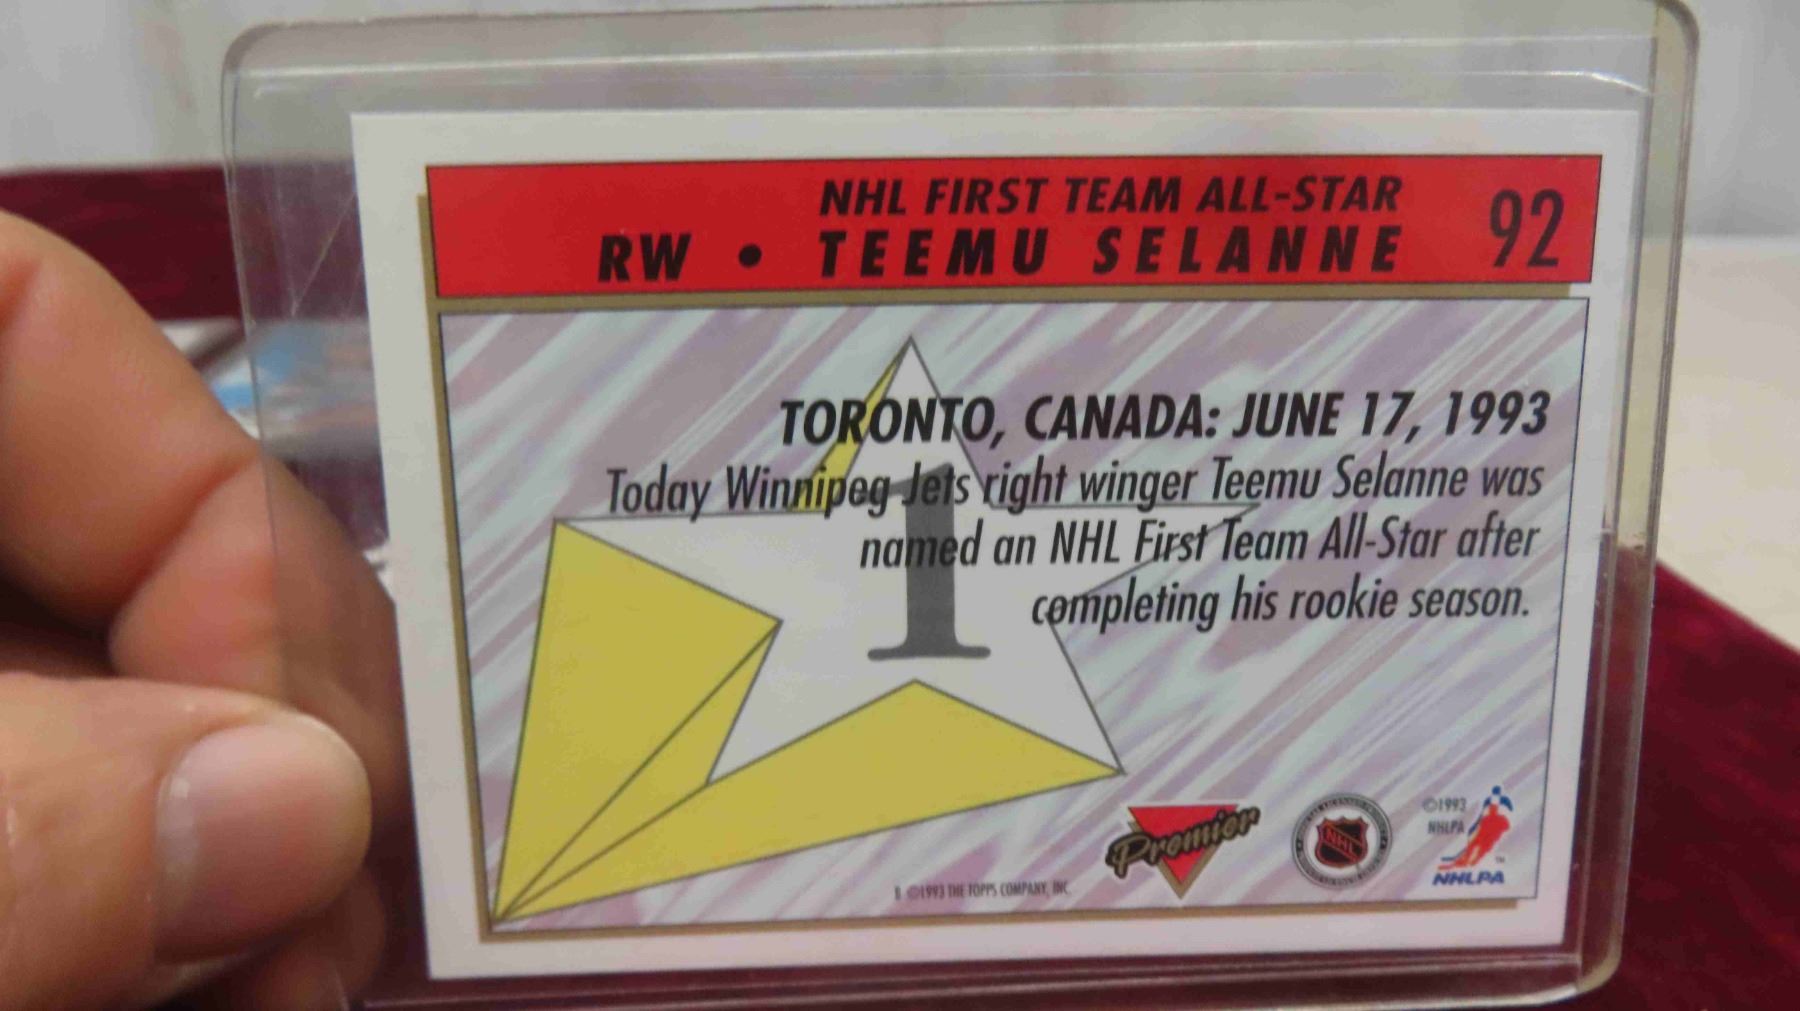 NHL FIRST TEAM ALL-STAR
RW • TEEMU SELANNE
92
TORONTO, CANADA: JUNE 17, 1993
Today Winnipeg Jets right winger Teemu Selanne was
named an NHL First Team All-Star after
completing his rookie season.
1
Premier
NHL
©1993
NHLPA
NHLPA
©1993 THE TOPPS COMPANY, INC.